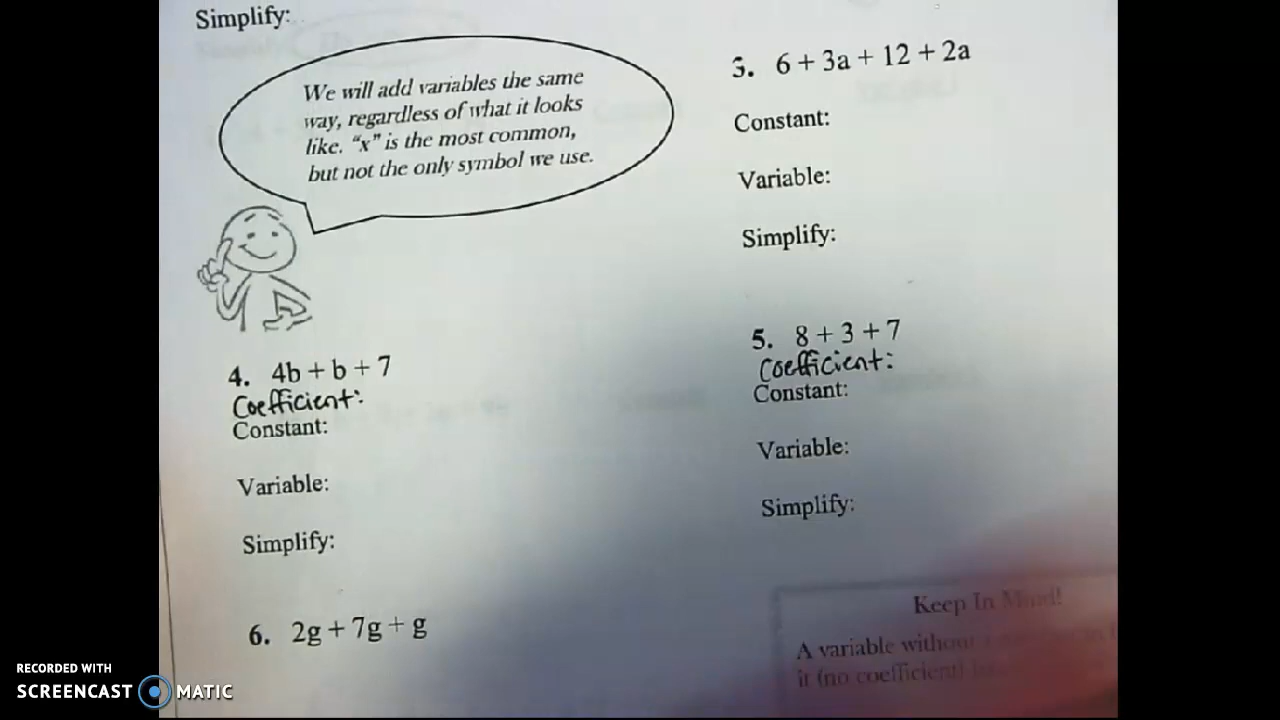 Simplify:
We will add variables the same
way, regardless of what it looks
like. "x" is the most common,
but not the only symbol we use.
3. 6 + 3a + 12 + 2a
Constant:
Variable:
Simplify:
4. 4b + b + 7
Coefficient:
Constant:
Variable:
Simplify:
5. 8 + 3 + 7
Coefficient:
Constant:
Variable:
Simplify:
6. 2g + 7g + g
Keep In Mind!
A variable without
it (no coefficient)
RECORDED WITH
SCREENCAST MATIC